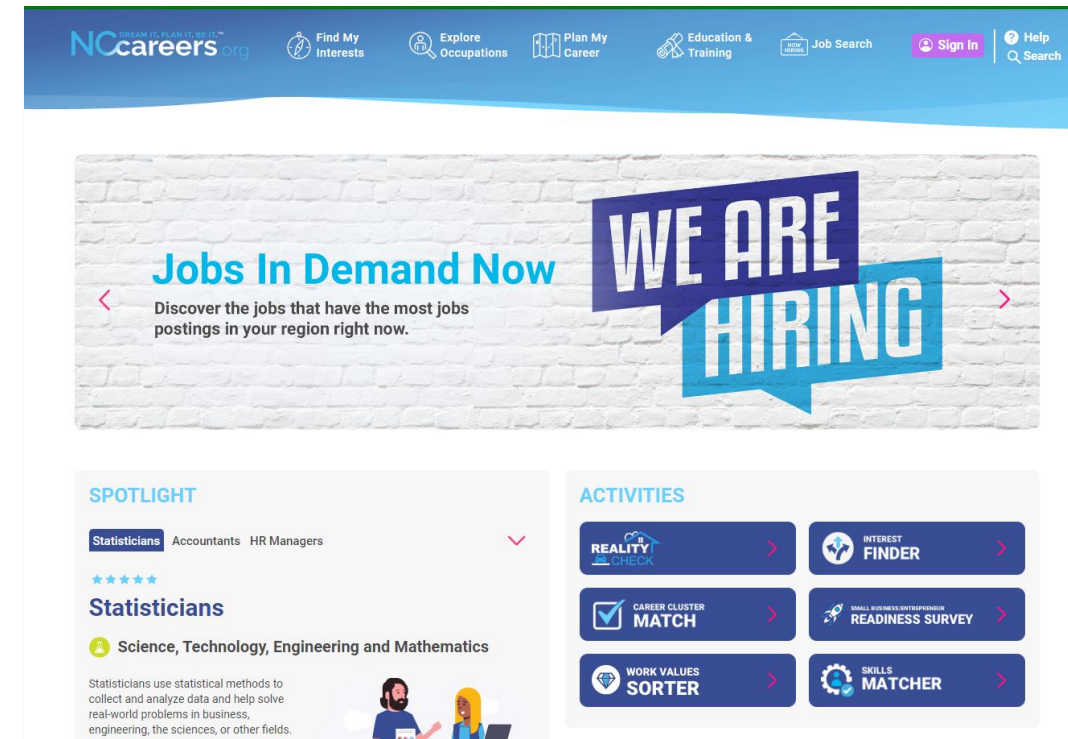 DREAM IT, PLAN IT, BE IT.™
NCcareers.org
Find My
Interests
Explore
Occupations
Plan My
Career
Education &
Training
NOW
HIRING
Job Search
Sign In
Help
Search
Jobs In Demand Now
Discover the jobs that have the most jobs
postings in your region right now.
WE ARE
HIRING
SPOTLIGHT
Statisticians Accountants HR Managers
Statisticians
Science, Technology, Engineering and Mathematics
Statisticians use statistical methods to
collect and analyze data and help solve
real-world problems in business,
engineering, the sciences, or other fields.
ACTIVITIES
REALITY
CHECK
INTEREST
FINDER
CAREER CLUSTER
MATCH
SMALL BUSINESS/ENTREPRENEUR
READINESS SURVEY
WORK VALUES
SORTER
SKILLS
MATCHER